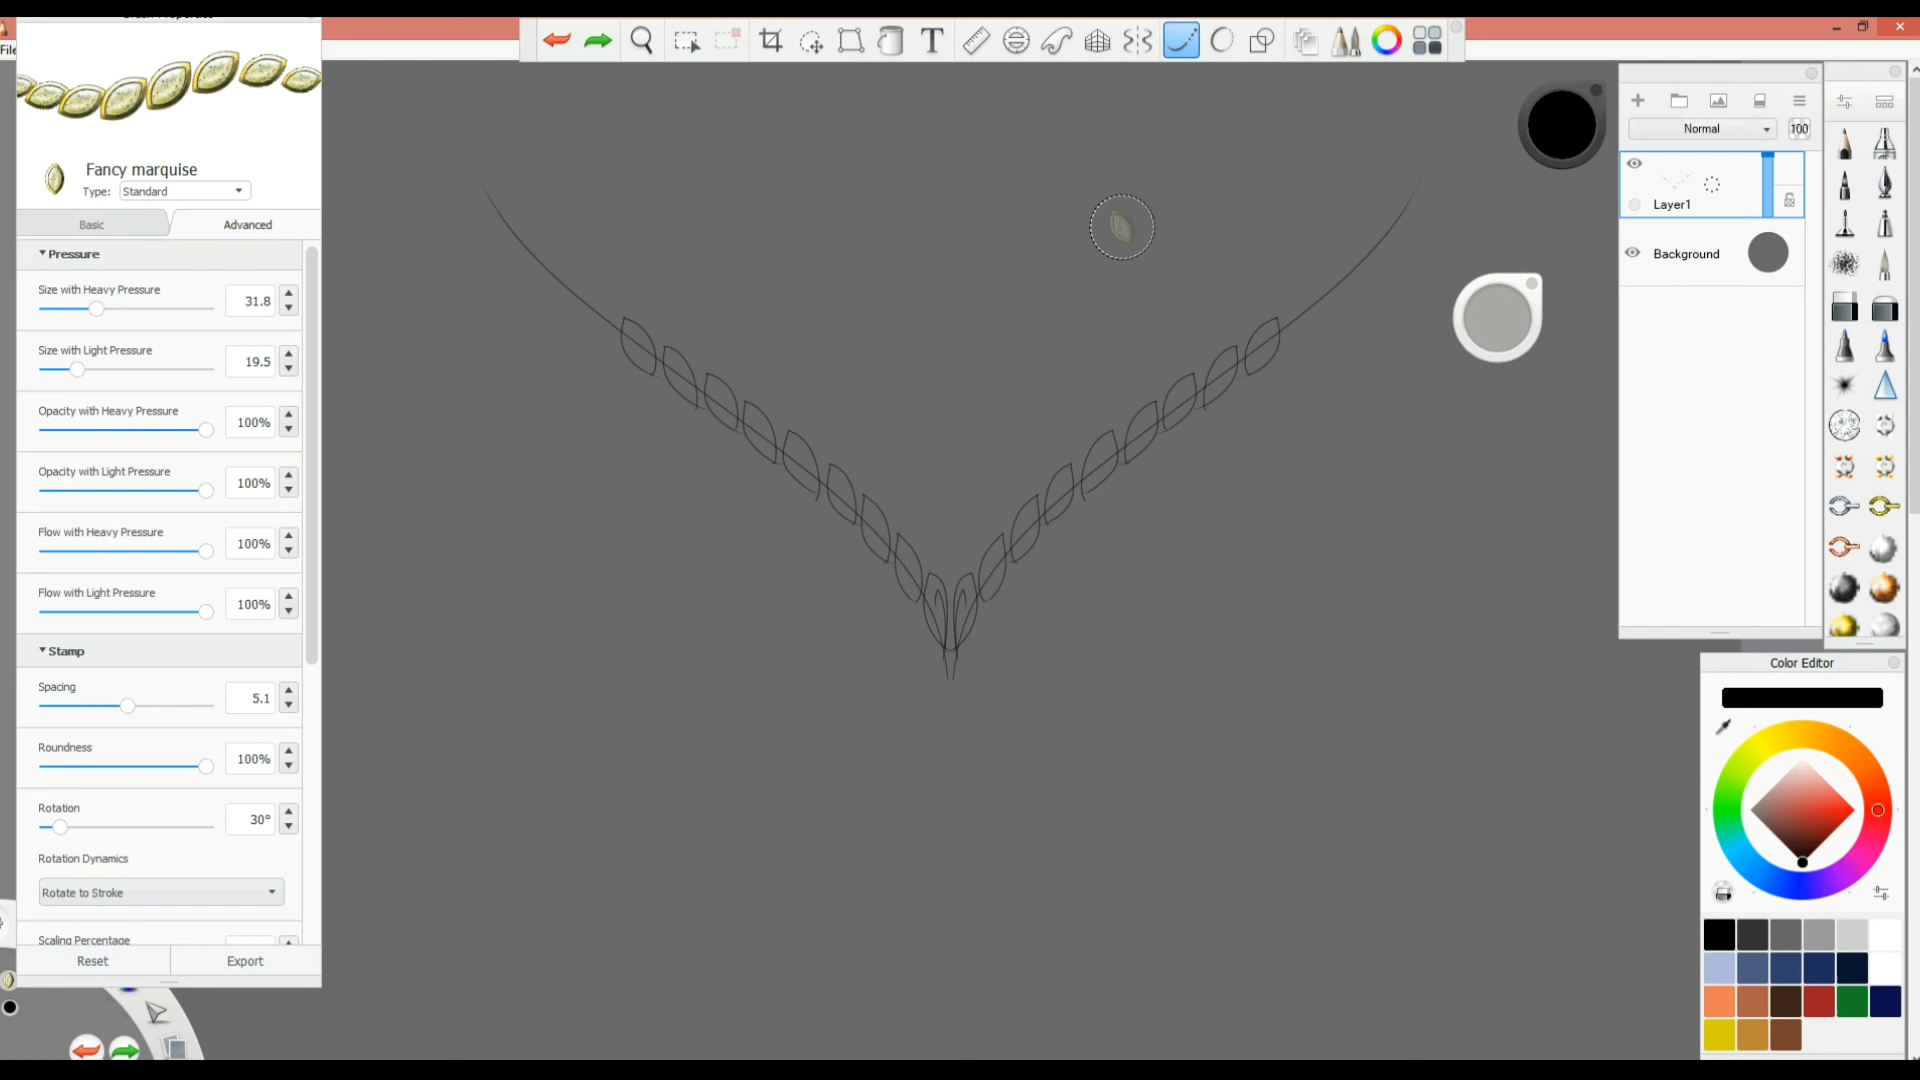 Brush Properties
File
Fancy marquise
Type: Standard
Basic
Advanced
Pressure
Size with Heavy Pressure
31.8
Size with Light Pressure
19.5
Opacity with Heavy Pressure
100%
Opacity with Light Pressure
100%
Flow with Heavy Pressure
100%
Flow with Light Pressure
100%
Stamp
Spacing
5.1
Roundness
100%
Rotation
30°
Rotation Dynamics
Rotate to Stroke
Scaling Percentage
Reset
Export
T
Normal
100
Layer1
Background
Color Editor